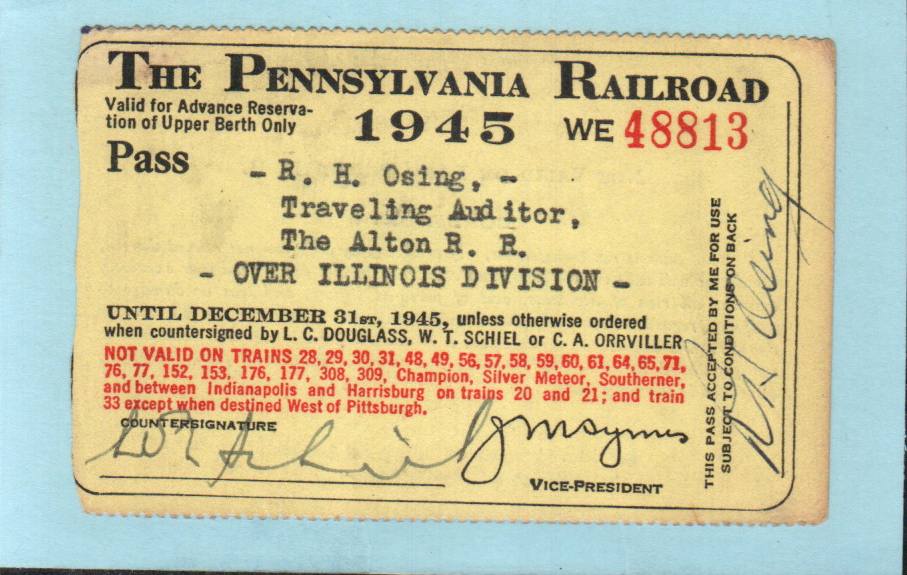 THE PENNSYLVANIA RAILROAD
Valid for Advance Reserva-
tion of Upper Berth Only
1945 WE 48813
Pass
- R. H. Osing, -
Traveling Auditor,
The Alton R. R.
- OVER ILLINOIS DIVISION -
UNTIL DECEMBER 31ST, 1945, unless otherwise ordered
when countersigned by L. C. DOUGLASS, W. T. SCHIEL or C. A. ORRVILLER
NOT VALID ON TRAINS 28, 29, 30, 31, 48, 49, 56, 57, 58, 59, 60, 61, 64, 65, 71,
76, 77, 152, 153, 176, 177, 308, 309, Champion, Silver Meteor, Southerner,
and between Indianapolis and Harrisburg on trains 20 and 21; and train
33 except when destined West of Pittsburgh.
COUNTERSIGNATURE
W T Schiel
J M Symes
VICE-PRESIDENT
THIS PASS ACCEPTED BY ME FOR USE
SUBJECT TO CONDITIONS ON BACK
R H Osing